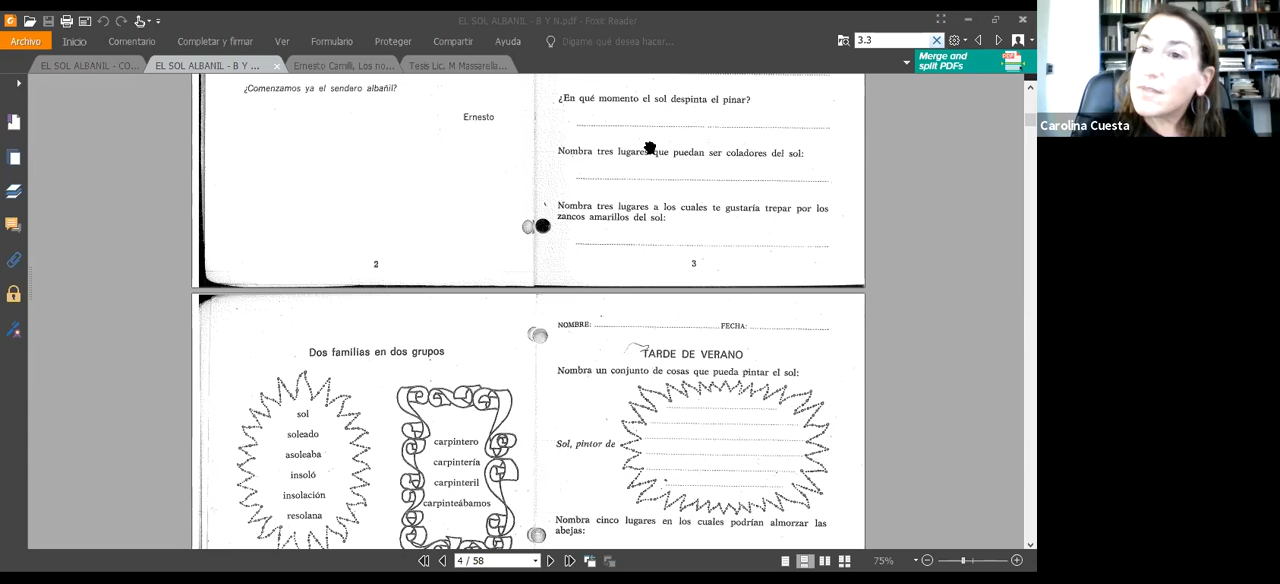 EL SOL ALBANIL - B Y N.pdf - Foxit Reader
Archivo
Inicio
Comentario
Completar y firmar
Ver
Formulario
Proteger
Compartir
Ayuda
Dígame qué desea hacer...
3.3
EL SOL ALBANIL - CO...
EL SOL ALBANIL - B Y ...
Ernesto Camili, Los no...
Tesis Lic. M Massarella...
Merge and
split PDFs
Carolina Cuesta
¿Comenzamos ya el sendero albañil?
Ernesto
2
¿En qué momento el sol despinta el pinar?
Nombra tres lugares que puedan ser coladores del sol:
Nombra tres lugares a los cuales te gustaría trepar por los
zancos amarillos del sol:
3
Dos familias en dos grupos
sol
soleado
asoleaba
insoló
insolación
resolana
carpintero
carpintería
carpinteril
carpinteábamos
NOMBRE: FECHA:
TARDE DE VERANO
Nombra un conjunto de cosas que pueda pintar el sol:
Sol, pintor de
Nombra cinco lugares en los cuales podrían almorzar las
abejas:
4 / 58
75%